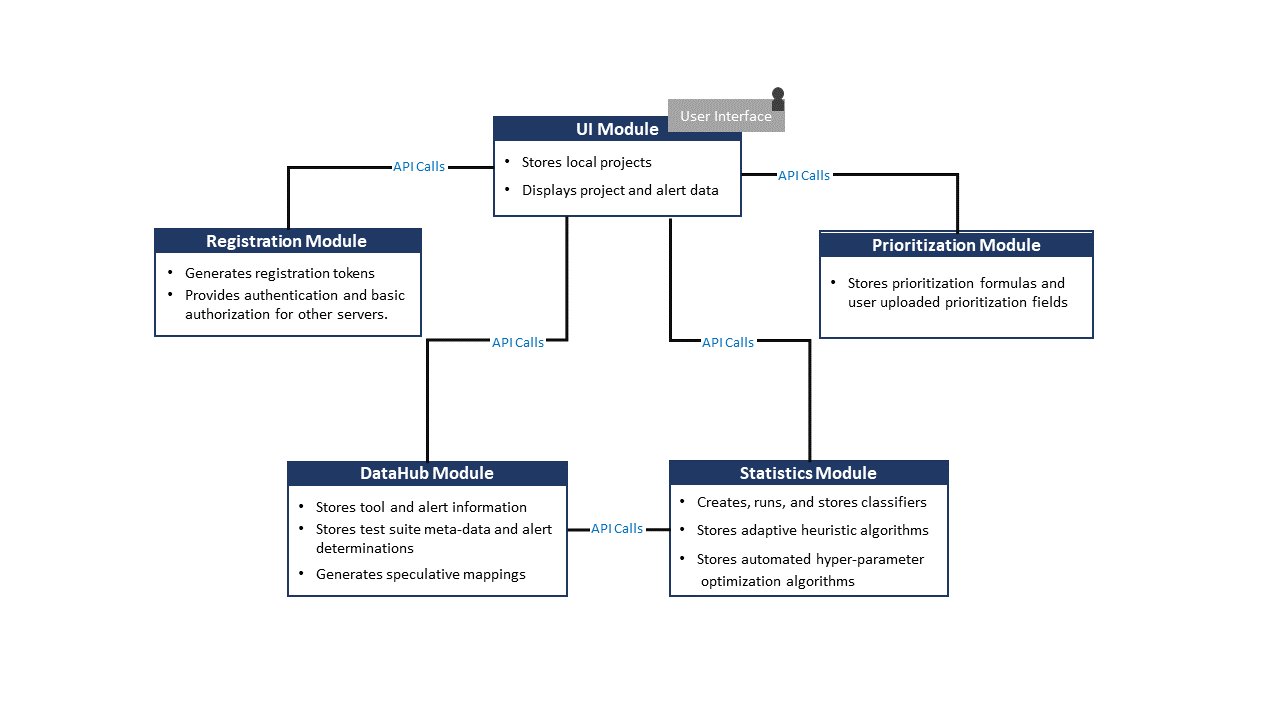 User Interface
UI Module
• Stores local projects
• Displays project and alert data
API Calls
API Calls
Registration Module
• Generates registration tokens
• Provides authentication and basic
authorization for other servers.
Prioritization Module
• Stores prioritization formulas and
user uploaded prioritization fields
API Calls
API Calls
DataHub Module
• Stores tool and alert information
• Stores test suite meta-data and alert
determinations
• Generates speculative mappings
API Calls
Statistics Module
• Creates, runs, and stores classifiers
• Stores adaptive heuristic algorithms
• Stores automated hyper-parameter
optimization algorithms